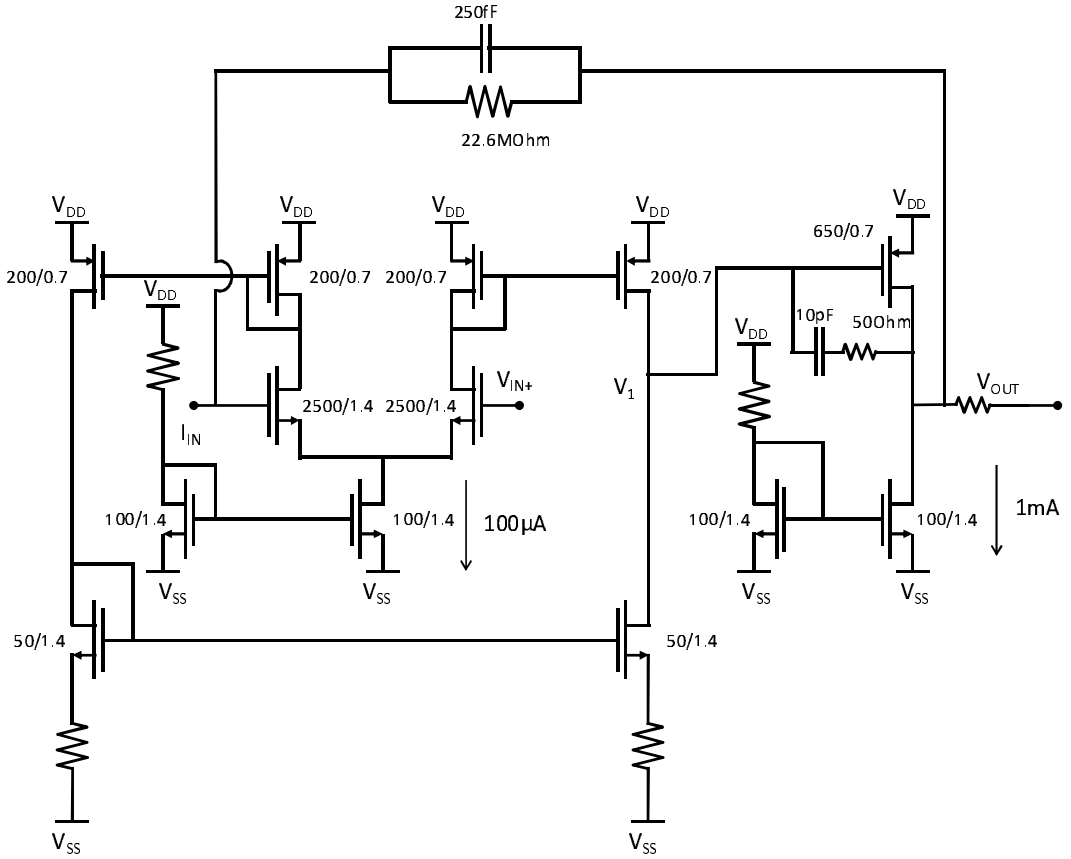 250fF
22.6MOhm
VDD
VDD
VDD
VDD
VDD
650/0.7
200/0.7
200/0.7
200/0.7
200/0.7
VDD
10pF
50Ohm
VDD
VIN+
V1
VOUT
2500/1.4
2500/1.4
IIN
100/1.4
100/1.4
100µA
100/1.4
100/1.4
1mA
VSS
VSS
VSS
VSS
50/1.4
50/1.4
VSS
VSS